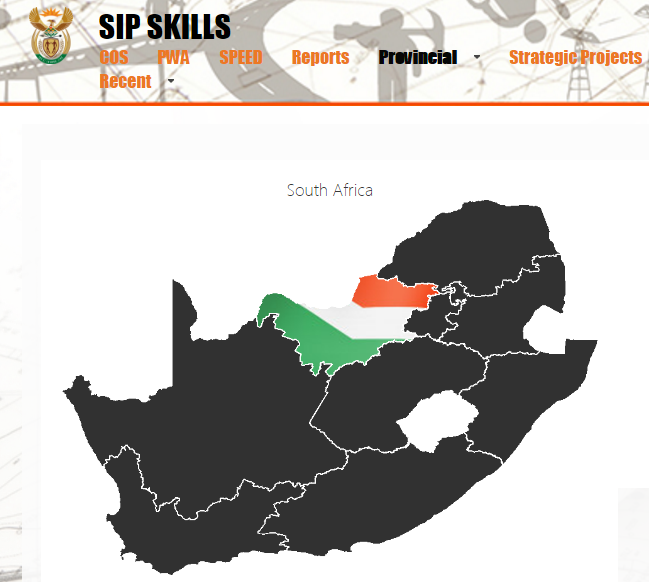 SIP SKILLS
COS PWA SPEED Reports Provincial Strategic Projects
Recent
South Africa